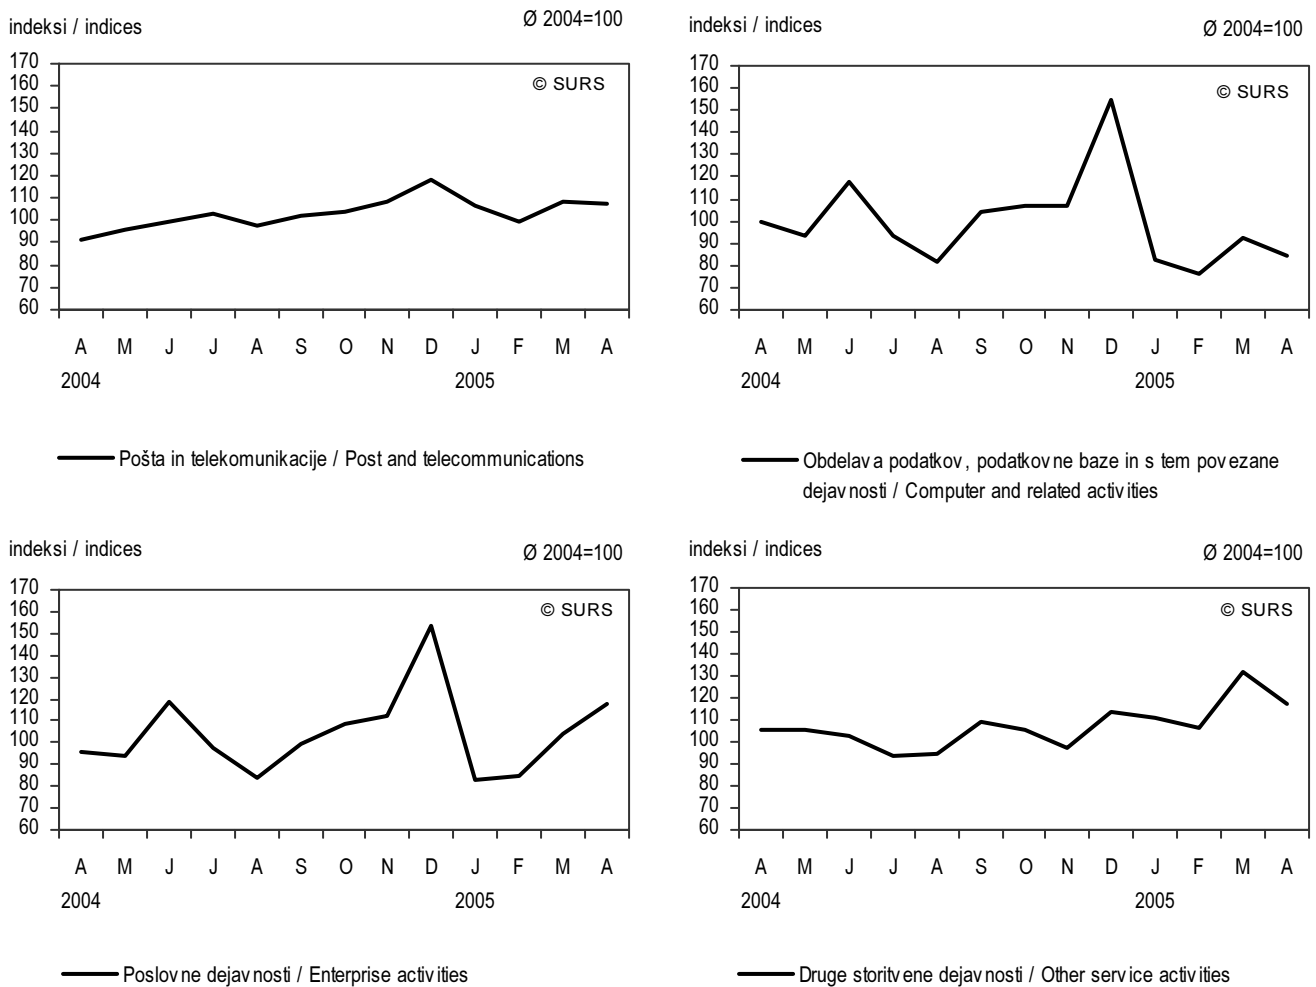 indeksi / indices
Ø 2004=100
170
160
150
140
130
120
110
100
90
80
70
60
© SURS
A M J J A S O N D J F M A
2004 2005
Pošta in telekomunikacije / Post and telecommunications
indeksi / indices
Ø 2004=100
170
160
150
140
130
120
110
100
90
80
70
60
© SURS
A M J J A S O N D J F M A
2004 2005
Obdelava podatkov, podatkovne baze in s tem povezane
dejavnosti / Computer and related activities
indeksi / indices
Ø 2004=100
170
160
150
140
130
120
110
100
90
80
70
60
© SURS
A M J J A S O N D J F M A
2004 2005
Poslovne dejavnosti / Enterprise activities
indeksi / indices
Ø 2004=100
170
160
150
140
130
120
110
100
90
80
70
60
© SURS
A M J J A S O N D J F M A
2004 2005
Druge storitvene dejavnosti / Other service activities